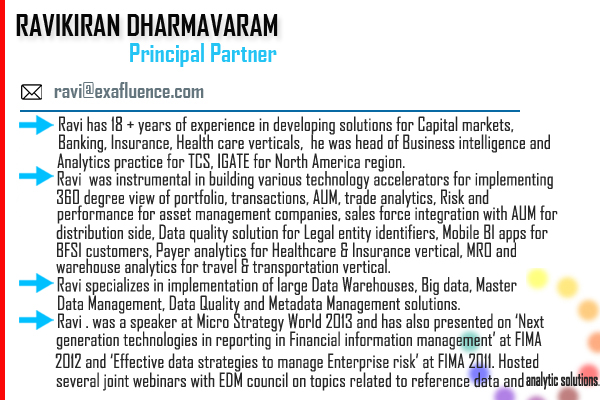 RAVIKIRAN DHARMAVARAM
Principal Partner
ravi@exafluence.com
Ravi has 18 + years of experience in developing solutions for Capital markets,
Banking, Insurance, Health care verticals, he was head of Business intelligence and
Analytics practice for TCS, IGATE for North America region.
Ravi was instrumental in building various technology accelerators for implementing
360 degree view of portfolio, transactions, AUM, trade analytics, Risk and
performance for asset management companies, sales force integration with AUM for
distribution side, Data quality solution for Legal entity identifiers, Mobile BI apps for
BFSI customers, Payer analytics for Healthcare & Insurance vertical, MRO and
warehouse analytics for travel & transportation vertical.
Ravi specializes in implementation of large Data Warehouses, Big data, Master
Data Management, Data Quality and Metadata Management solutions.
Ravi . was a speaker at Micro Strategy World 2013 and has also presented on ‘Next
generation technologies in reporting in Financial information management’ at FIMA
2012 and ‘Effective data strategies to manage Enterprise risk’ at FIMA 2011. Hosted
several joint webinars with EDM council on topics related to reference data and analytic solutions.